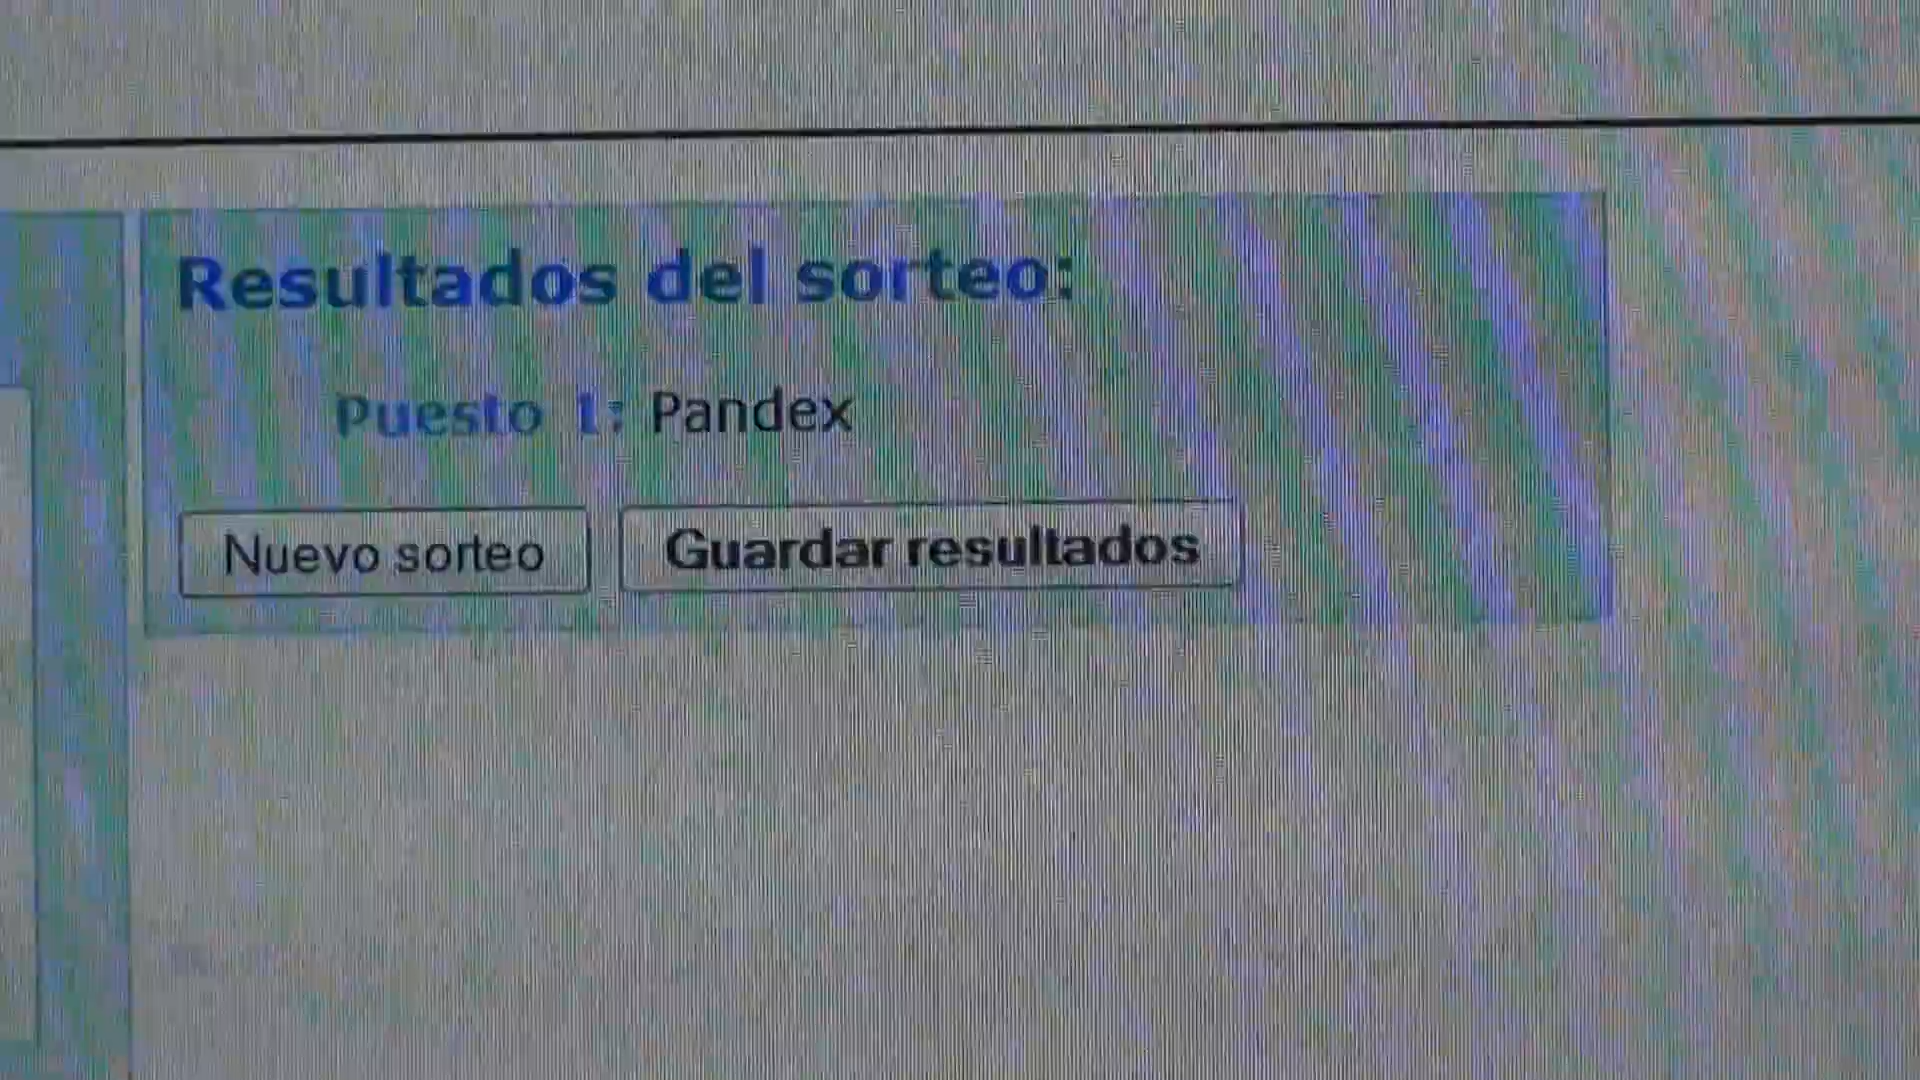 Resultados del sorteo:
Puesto 1: Pandex
Nuevo sorteo Guardar resultados